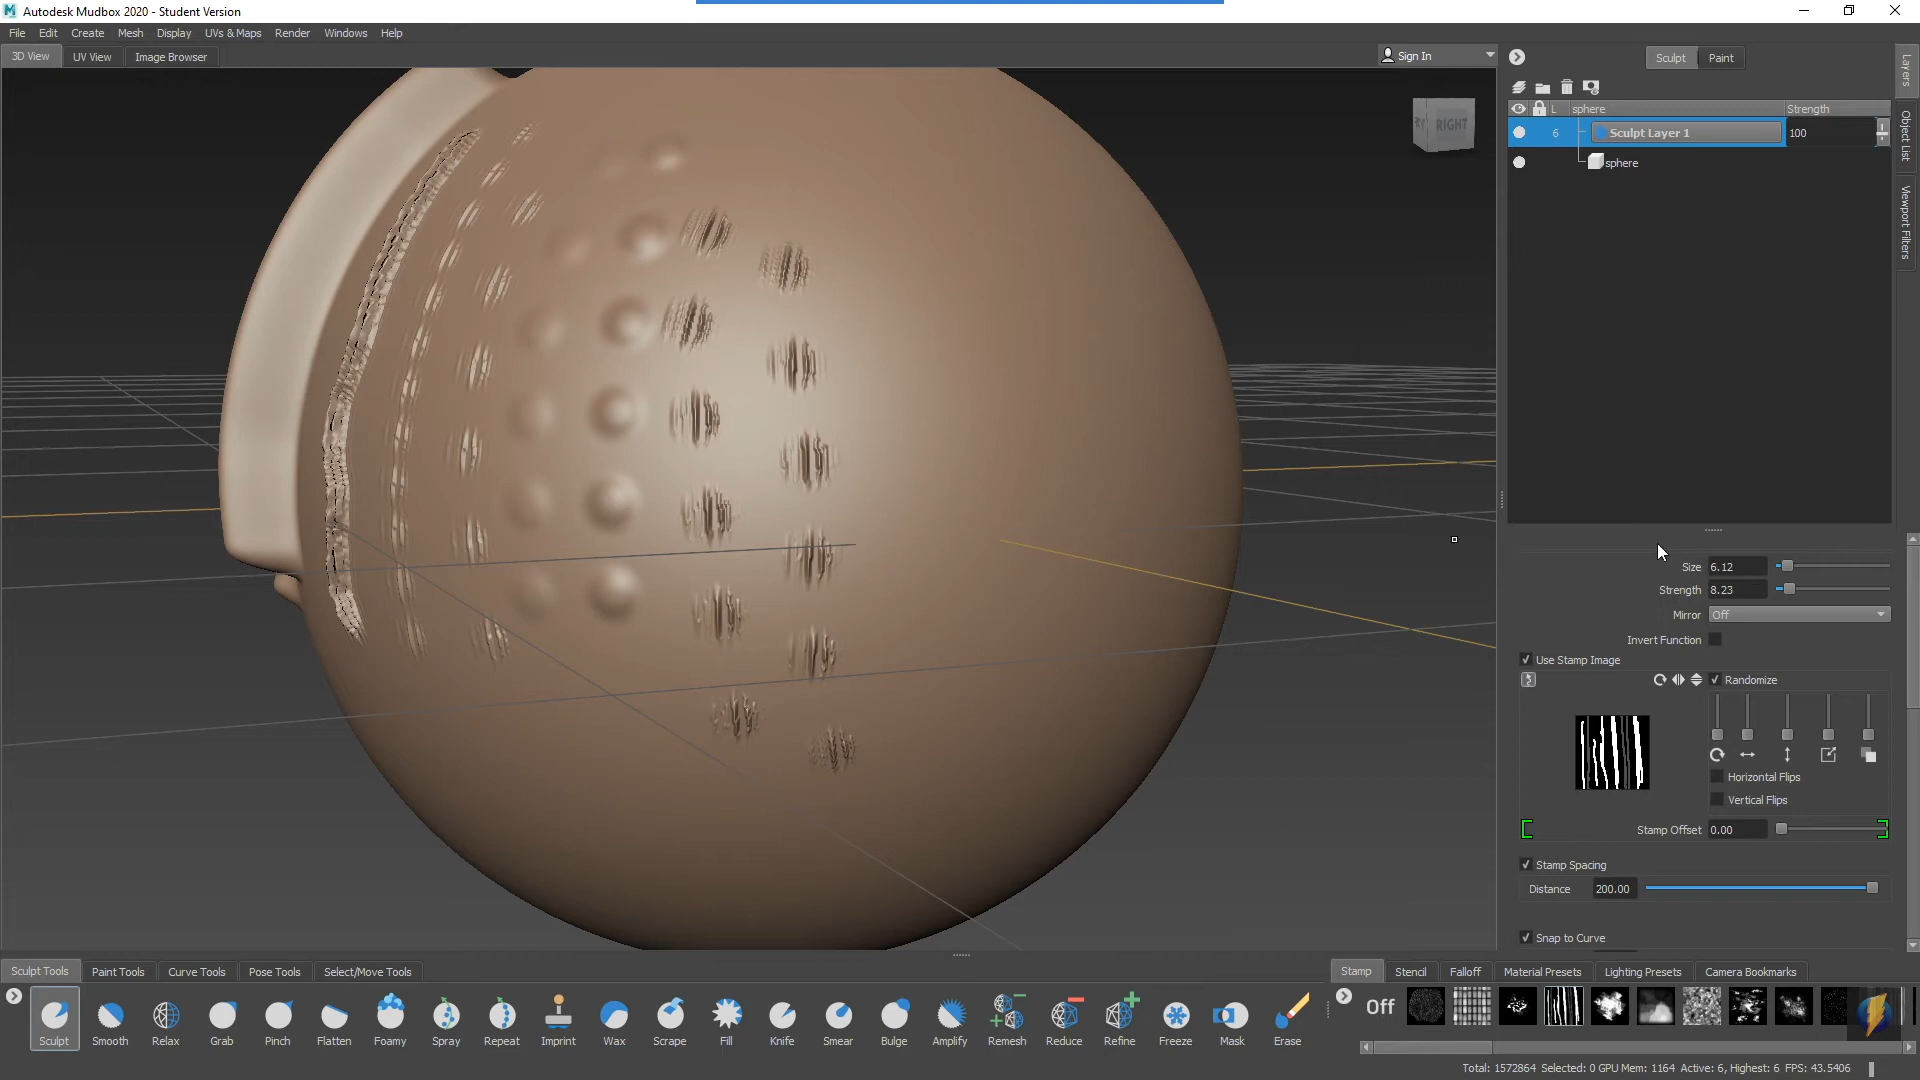 Autodesk Mudbox 2020 - Student Version
File Edit Create Mesh Display UVs & Maps Render Windows Help
3D View UV View Image Browser Sign In
Sculpt Paint
L sphere Strength
6 Sculpt Layer 1 100
sphere
Layers
Object List
Viewport Filters
RIGHT
Size 6.12
Strength 8.23
Mirror Off
Invert Function
Use Stamp Image
Randomize
Horizontal Flips
Vertical Flips
Stamp Offset 0.00
Stamp Spacing
Distance 200.00
Snap to Curve
Sculpt Tools Paint Tools Curve Tools Pose Tools Select/Move Tools
Stamp Stencil Falloff Material Presets Lighting Presets Camera Bookmarks
Off
Sculpt Smooth Relax Grab Pinch Flatten Foamy Spray Repeat Imprint Wax Scrape Fill Knife Smear Bulge Amplify Remesh Reduce Refine Freeze Mask Erase
Total: 1572864 Selected: 0 GPU Mem: 1164 Active: 6, Highest: 6 FPS: 43.5406